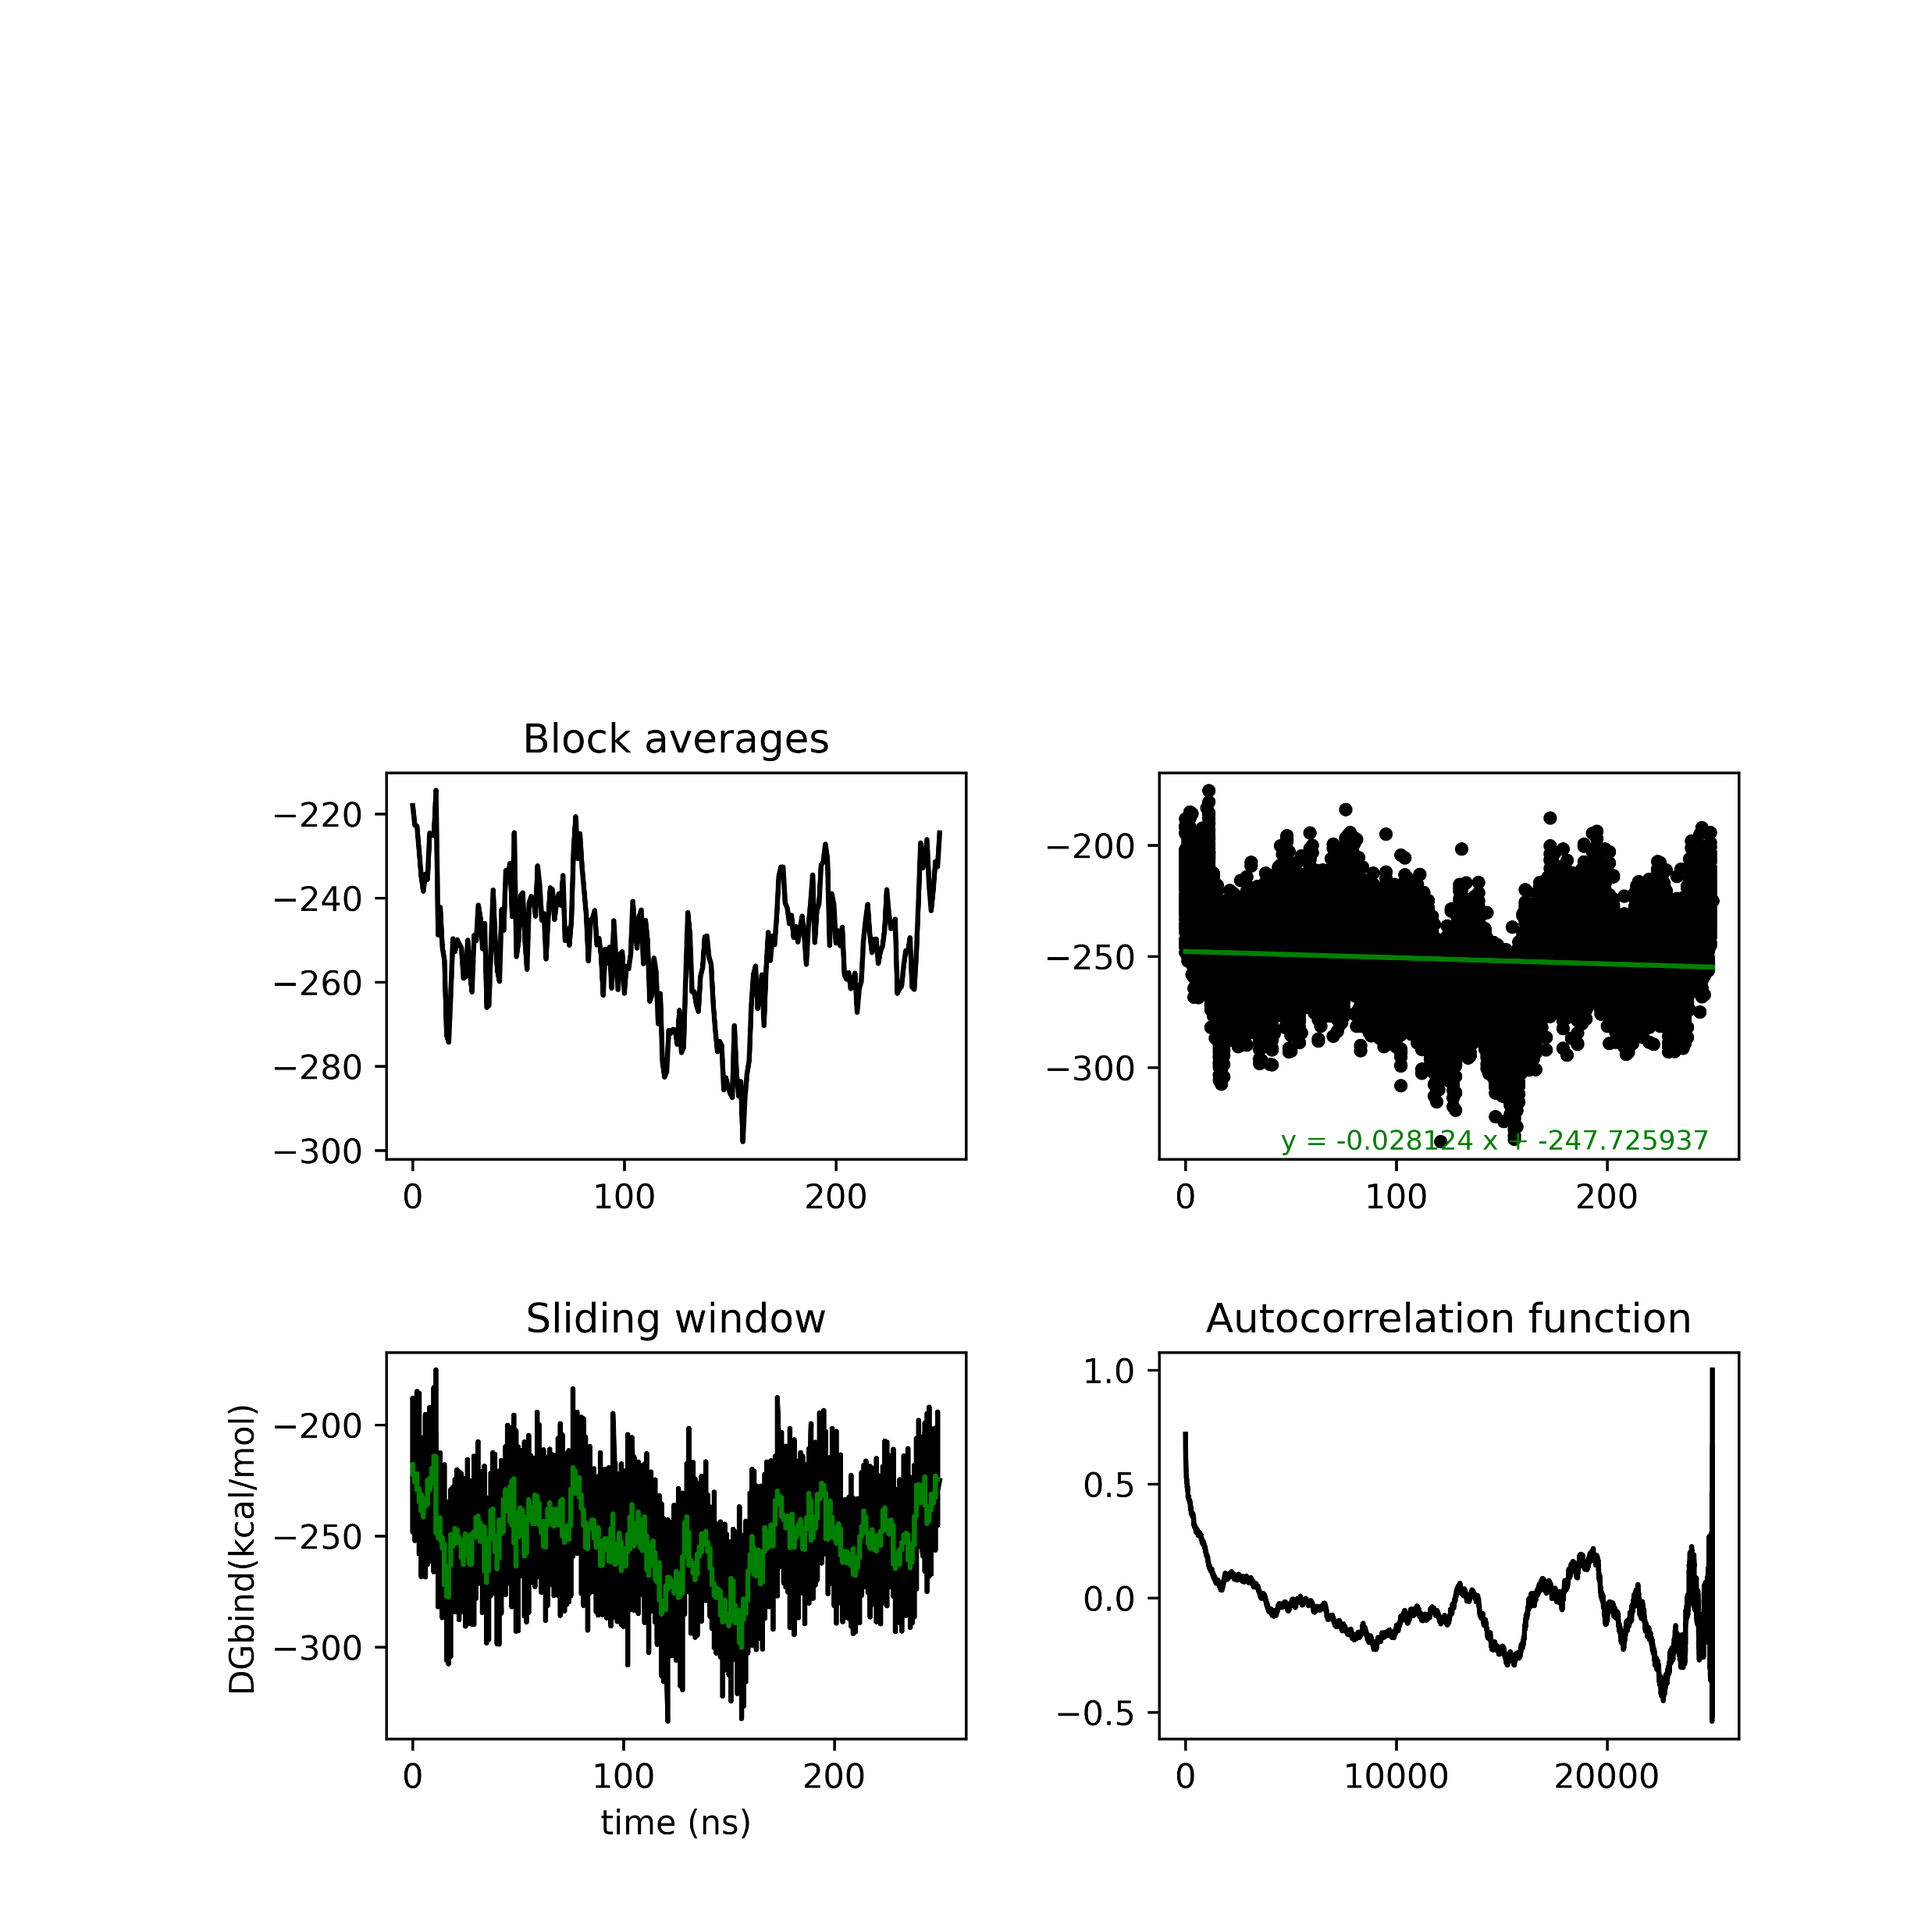 Block averages
−220
−240
−260
−280
−300
0 100 200
−200
−250
−300
y = -0.028124 x + -247.725937
0 100 200
Sliding window
DGbind(kcal/mol)
−200
−250
−300
0 100 200
time (ns)
Autocorrelation function
1.0
0.5
0.0
−0.5
0 10000 20000